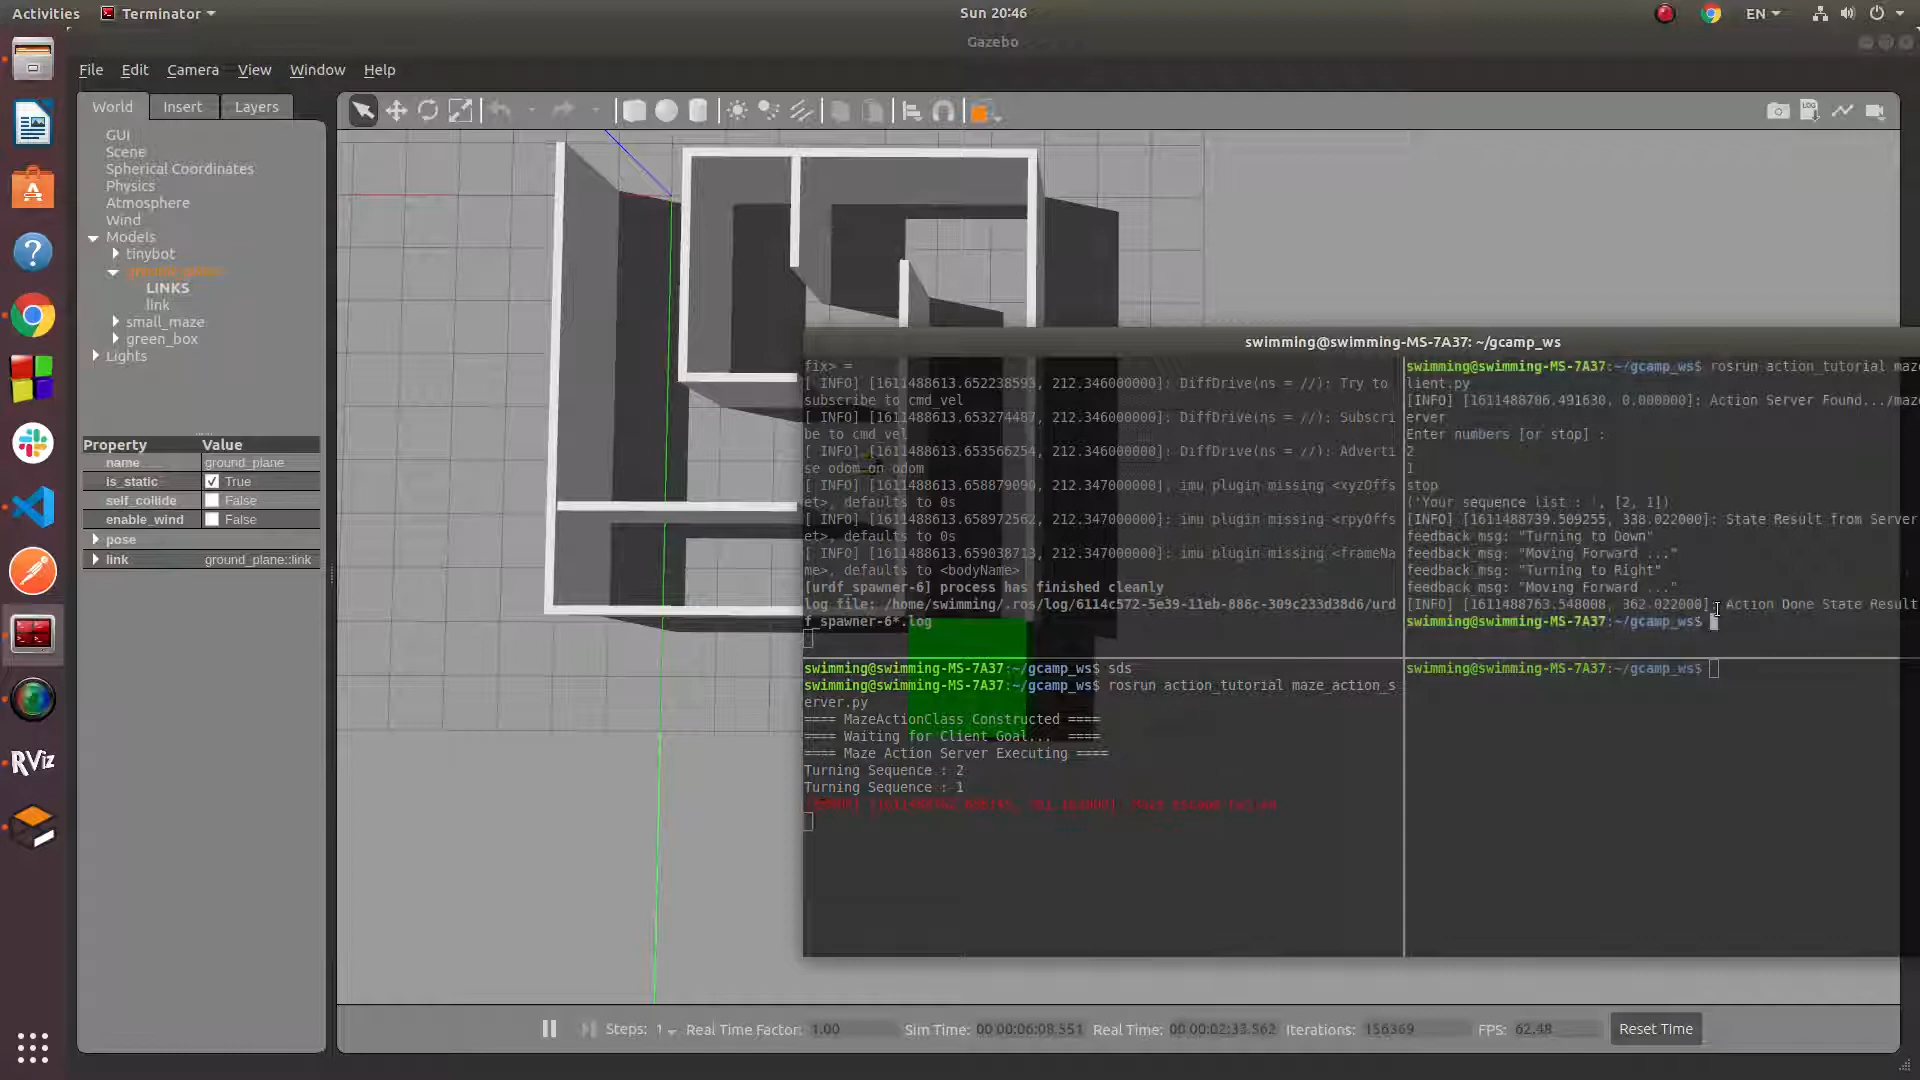 Activities
Terminator
Sun 20:46
EN
Gazebo
File Edit Camera View Window Help
World Insert Layers
GUI
Scene
Spherical Coordinates
Physics
Atmosphere
Wind
Models
tinybot
LINKS
link
small_maze
green_box
Lights
Property Value
name ground_plane
is_static True
self_collide False
enable_wind False
pose
link ground_plane::link
LOG
RViz
swimming@swimming-MS-7A37: ~/gcamp_ws
fix> =
[ INFO] [1611488613.652238593, 212.346000000]: DiffDrive(ns = //): Try to
subscribe to cmd_vel
[ INFO] [1611488613.653274487, 212.346000000]: DiffDrive(ns = //): Subscri
be to cmd_vel
[ INFO] [1611488613.653566254, 212.346000000]: DiffDrive(ns = //): Adverti
se odom on odom
[ INFO] [1611488613.658879090, 212.347000000]: imu plugin missing <xyzOffs
et>, defaults to 0s
[ INFO] [1611488613.658972562, 212.347000000]: imu plugin missing <rpyOffs
et>, defaults to 0s
[ INFO] [1611488613.659038713, 212.347000000]: imu plugin missing <frameNa
me>, defaults to <bodyName>
[urdf_spawner-6] process has finished cleanly
log file: /home/swimming/.ros/log/6114c572-5e39-11eb-886c-309c233d38d6/urd
f_spawner-6*.log
swimming@swimming-MS-7A37:~/gcamp_ws$ rosrun action_tutorial maze
lient.py
[INFO] [1611488706.491630, 0.000000]: Action Server Found.../maze
erver
Enter numbers [or stop] :
2
1
stop
('Your sequence list : ', [2, 1])
[INFO] [1611488739.509255, 338.022000]: State Result from Server
feedback_msg: "Turning to Down"
feedback_msg: "Moving Forward ..."
feedback_msg: "Turning to Right"
feedback_msg: "Moving Forward ..."
[INFO] [1611488763.548008, 362.022000]: Action Done State Result
swimming@swimming-MS-7A37:~/gcamp_ws$
swimming@swimming-MS-7A37:~/gcamp_ws$ sds
swimming@swimming-MS-7A37:~/gcamp_ws$ rosrun action_tutorial maze_action_s
erver.py
==== MazeActionClass Constructed ====
==== Waiting for Client Goal... ====
==== Maze Action Server Executing ====
Turning Sequence : 2
Turning Sequence : 1
swimming@swimming-MS-7A37:~/gcamp_ws$
Steps: 1 Real Time Factor: 1.00 Sim Time: 00 00:06:08.551 Real Time: 00 00:02:33.562 Iterations: 156369 FPS: 62.48 Reset Time